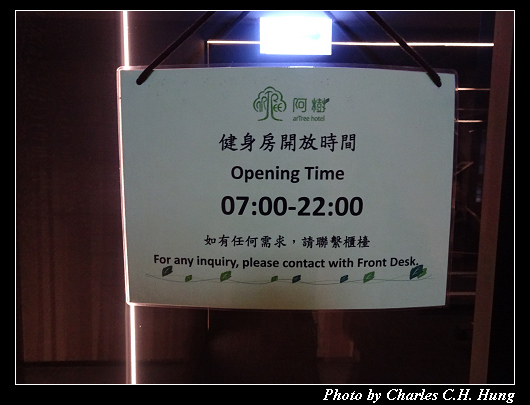 阿樹
arTree hotel
健身房開放時間
Opening Time
07:00-22:00
如有任何需求，請聯繫櫃檯
For any inquiry, please contact with Front Desk.
Photo by Charles C.H. Hung